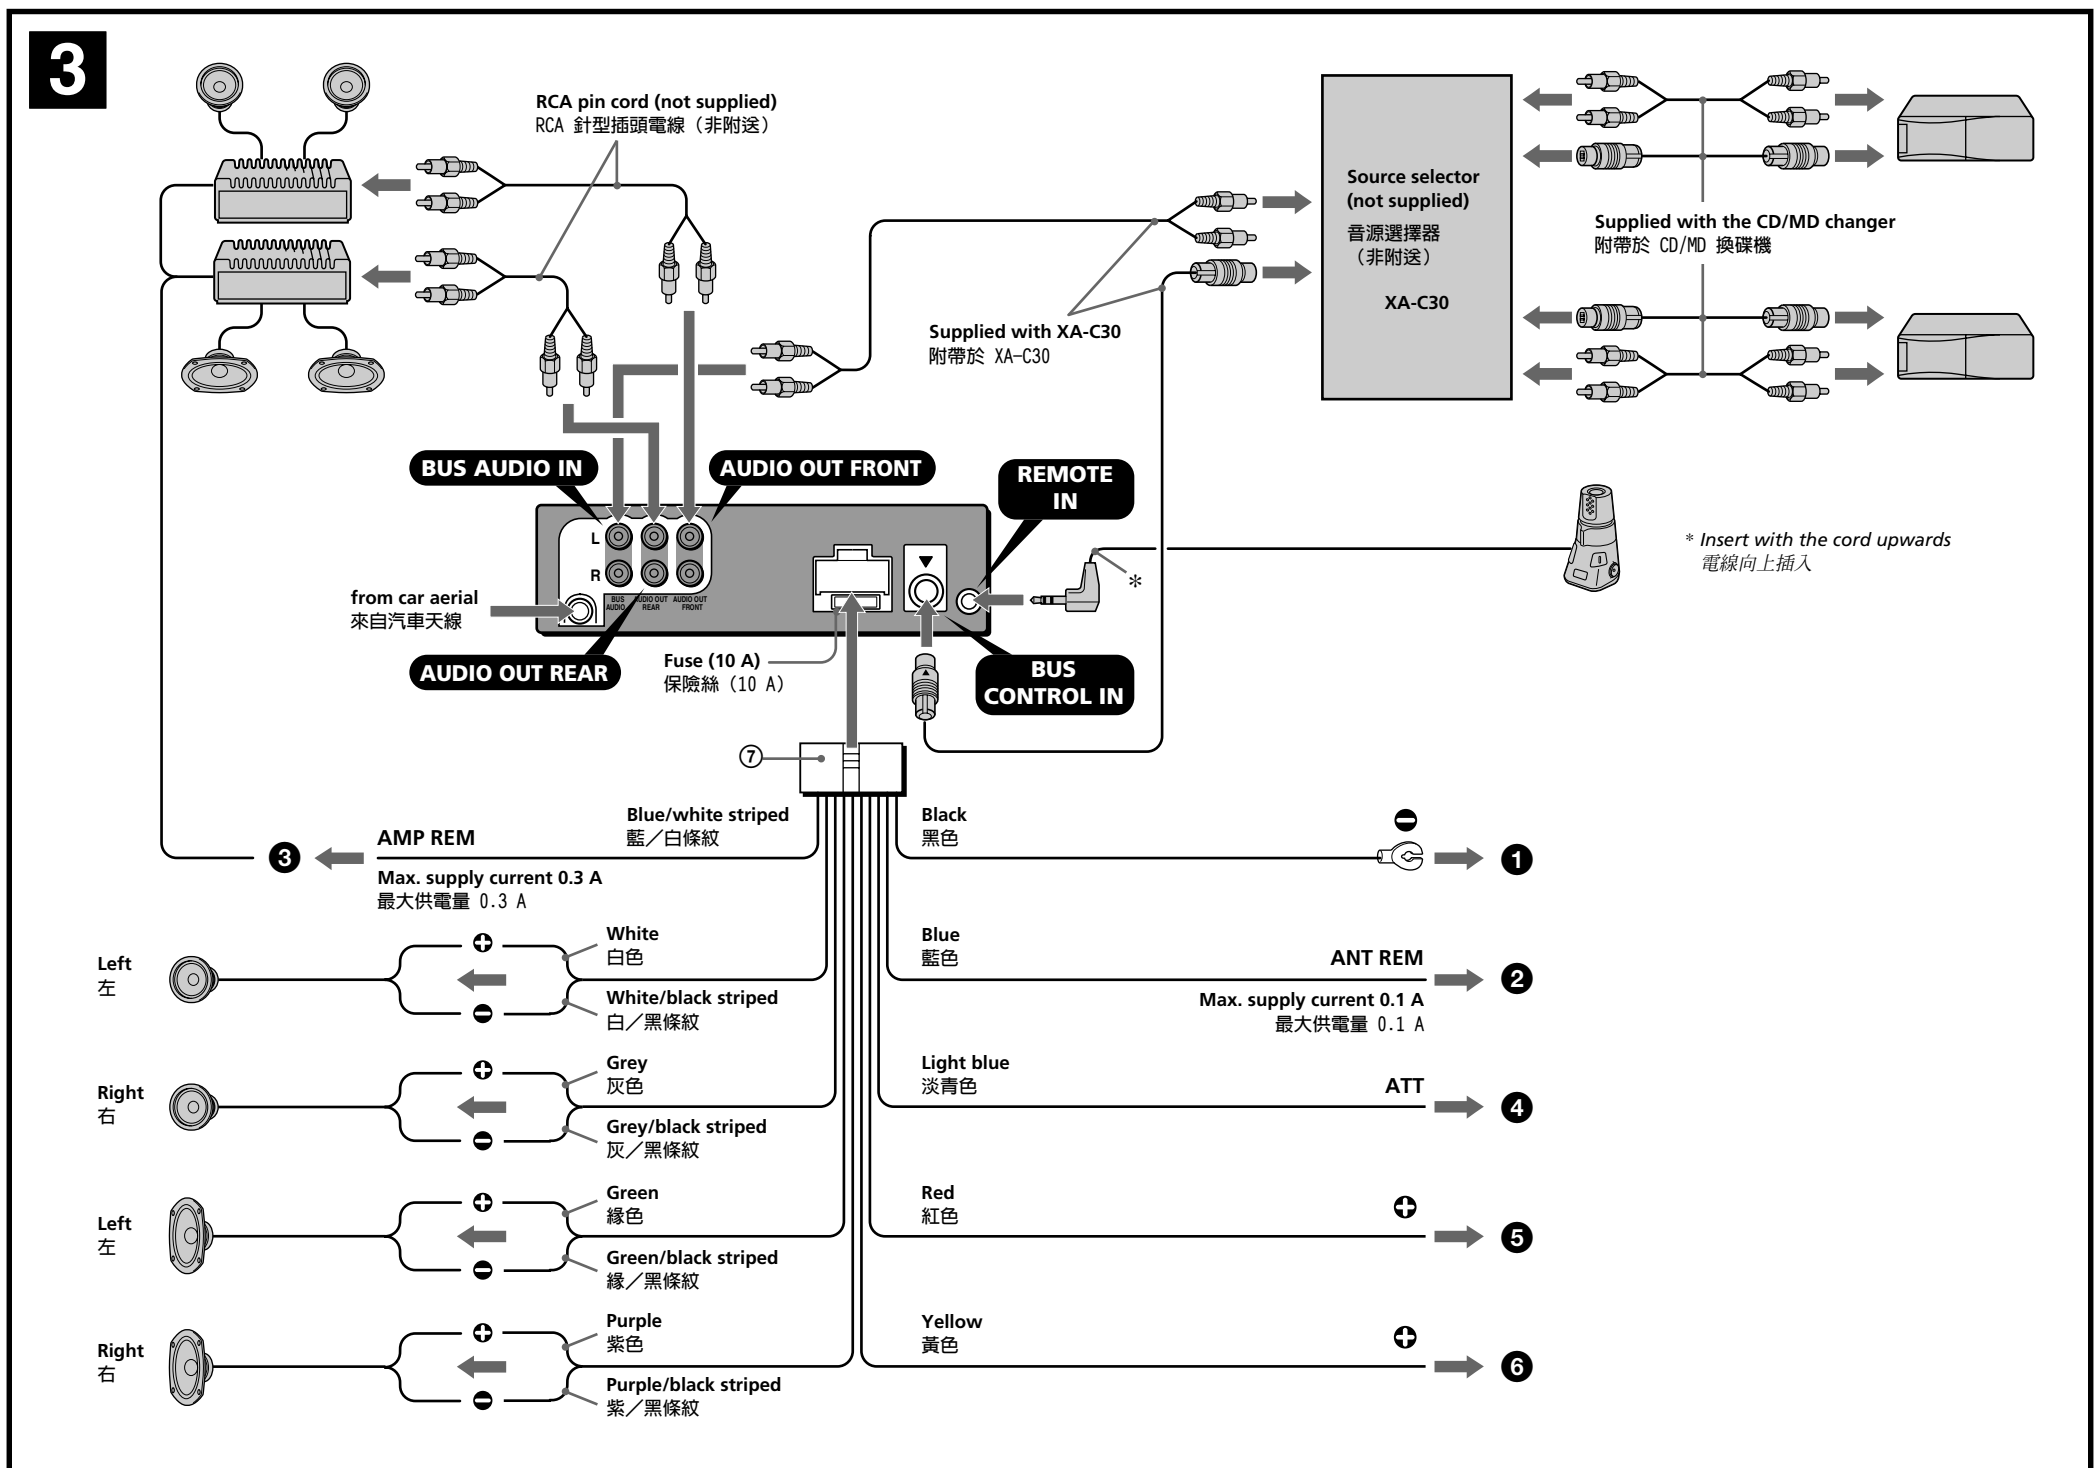 3
RCA pin cord (not supplied)
RCA 針型插頭電線（非附送）
Source selector
(not supplied)
音源選擇器
（非附送）
XA-C30
Supplied with the CD/MD changer
附帶於 CD/MD 換碟機
Supplied with XA-C30
附帶於 XA-C30
BUS AUDIO IN
AUDIO OUT FRONT
REMOTE
IN
* Insert with the cord upwards
電線向上插入
L
R
*
BUS
AUDIO
AUDIO OUT
REAR
AUDIO OUT
FRONT
from car aerial
來自汽車天線
AUDIO OUT REAR
Fuse (10 A)
保險絲（10 A）
BUS
CONTROL IN
⑦
Blue/white striped
藍／白條紋
AMP REM
❸
Max. supply current 0.3 A
最大供電量 0.3 A
Black
黑色
⊖
❶
Left
左
⊕
White
白色
⊖
White/black striped
白／黑條紋
Blue
藍色
ANT REM
❷
Max. supply current 0.1 A
最大供電量 0.1 A
Right
右
⊕
Grey
灰色
⊖
Grey/black striped
灰／黑條紋
Light blue
淡青色
ATT
❹
Left
左
⊕
Green
緣色
⊖
Green/black striped
緣／黑條紋
Red
紅色
⊕
❺
Right
右
⊕
Purple
紫色
⊖
Purple/black striped
紫／黑條紋
Yellow
黃色
⊕
❻